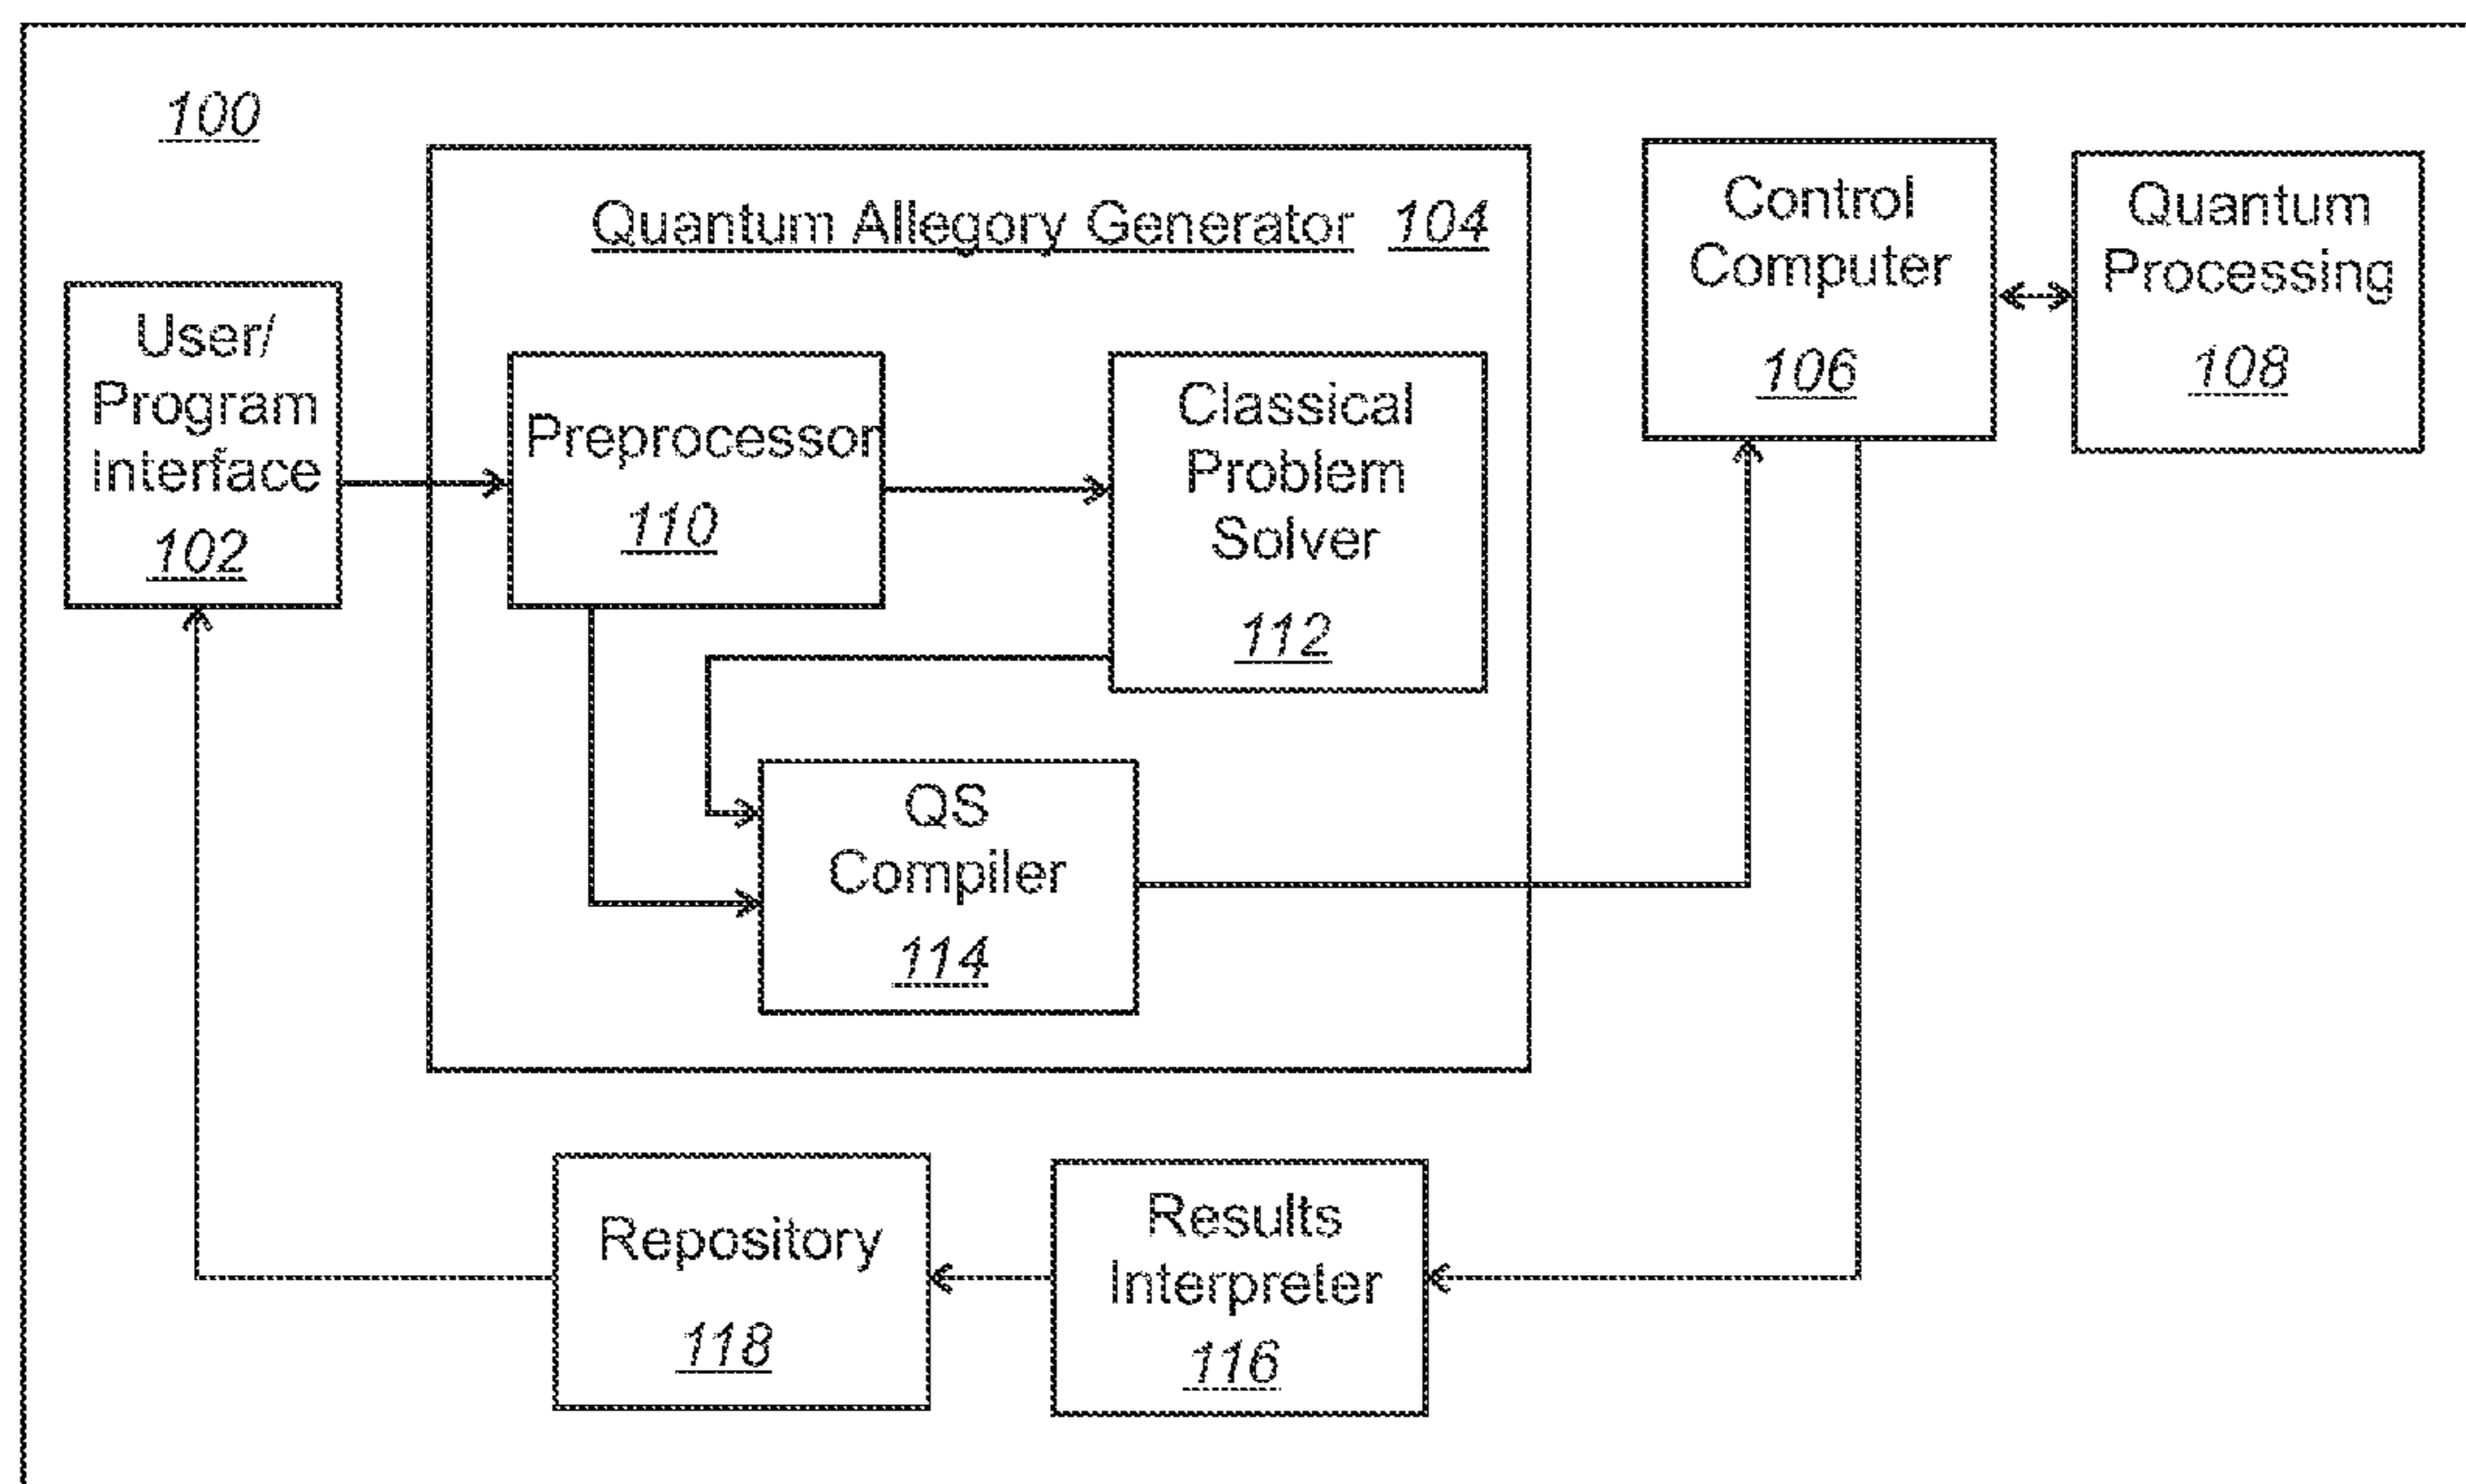 100
Quantum Allegory Generator 104
User/
Program
Interface
102
Preprocessor
110
Classical
Problem
Solver
112
QS
Compiler
114
Control
Computer
106
Quantum
Processing
108
Repository
118
Results
Interpreter
116